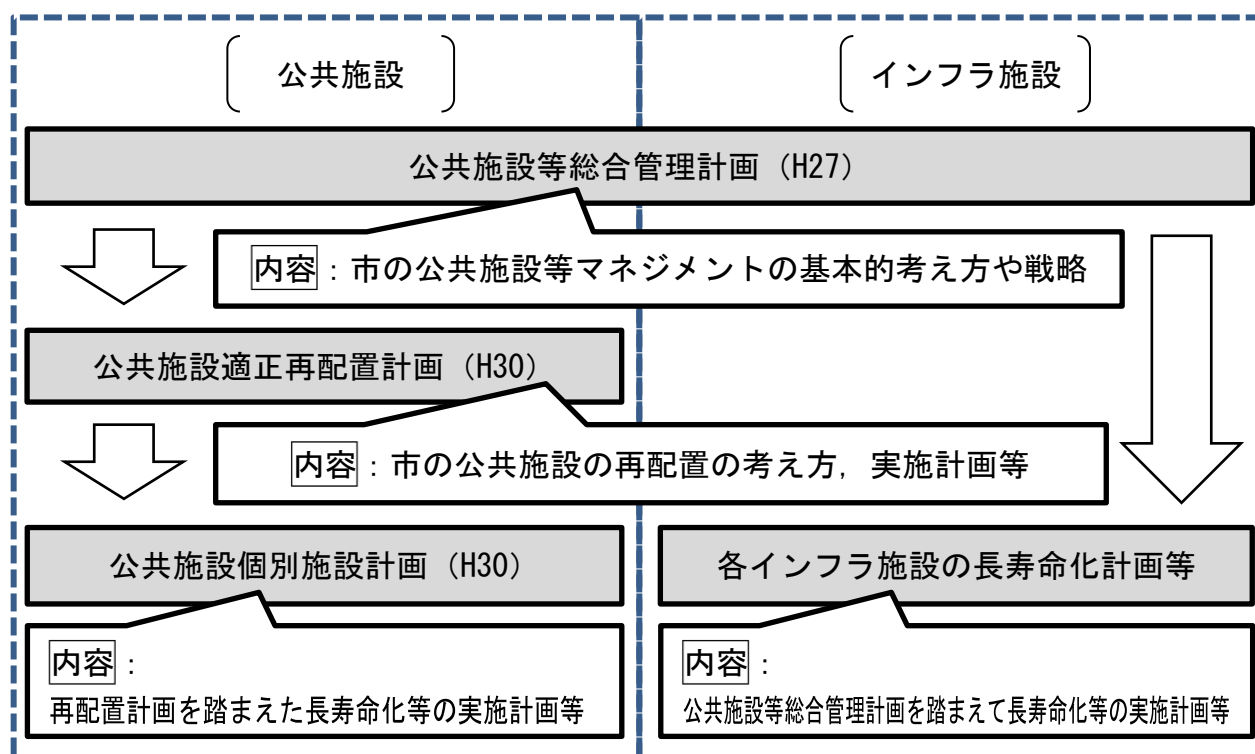 公共施設
インフラ施設
公共施設等総合管理計画（H27）
内容：市の公共施設等マネジメントの基本的考え方や戦略
公共施設適正再配置計画（H30）
内容：市の公共施設の再配置の考え方，実施計画等
公共施設個別施設計画（H30）
内容：
再配置計画を踏まえた長寿命化等の実施計画等
各インフラ施設の長寿命化計画等
内容：
公共施設等総合管理計画を踏まえて長寿命化等の実施計画等